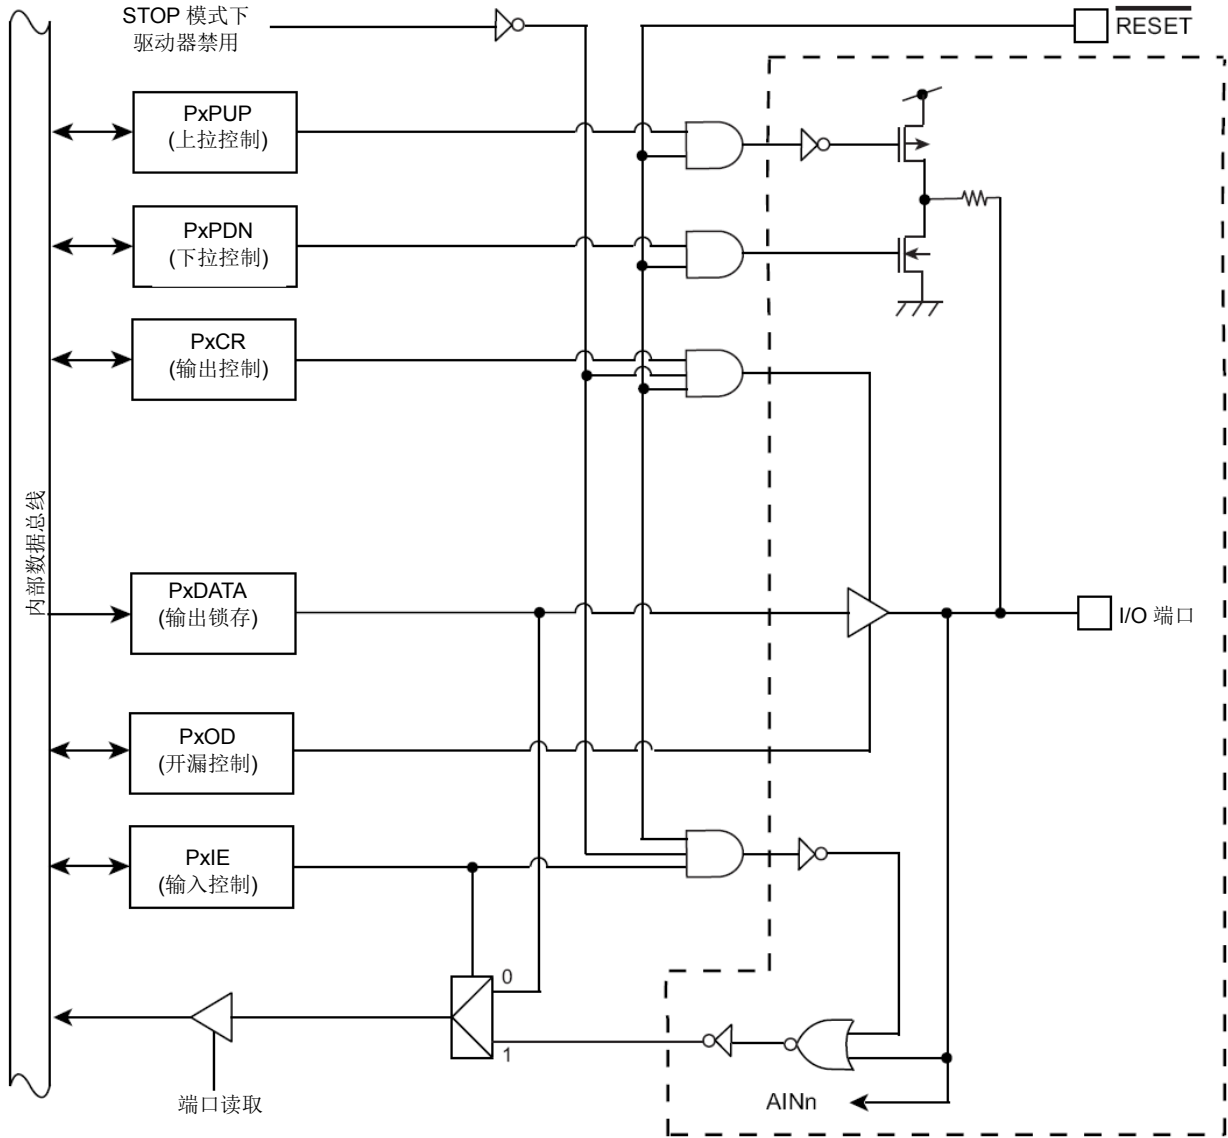 STOP 模式下
驱动器禁用
RESET
PxPUP
(上拉控制)
PxPDN
(下拉控制)
PxCR
(输出控制)
内部数据总线
PxDATA
(输出锁存)
I/O 端口
PxOD
(开漏控制)
PxIE
(输入控制)
0
1
端口读取
AINn